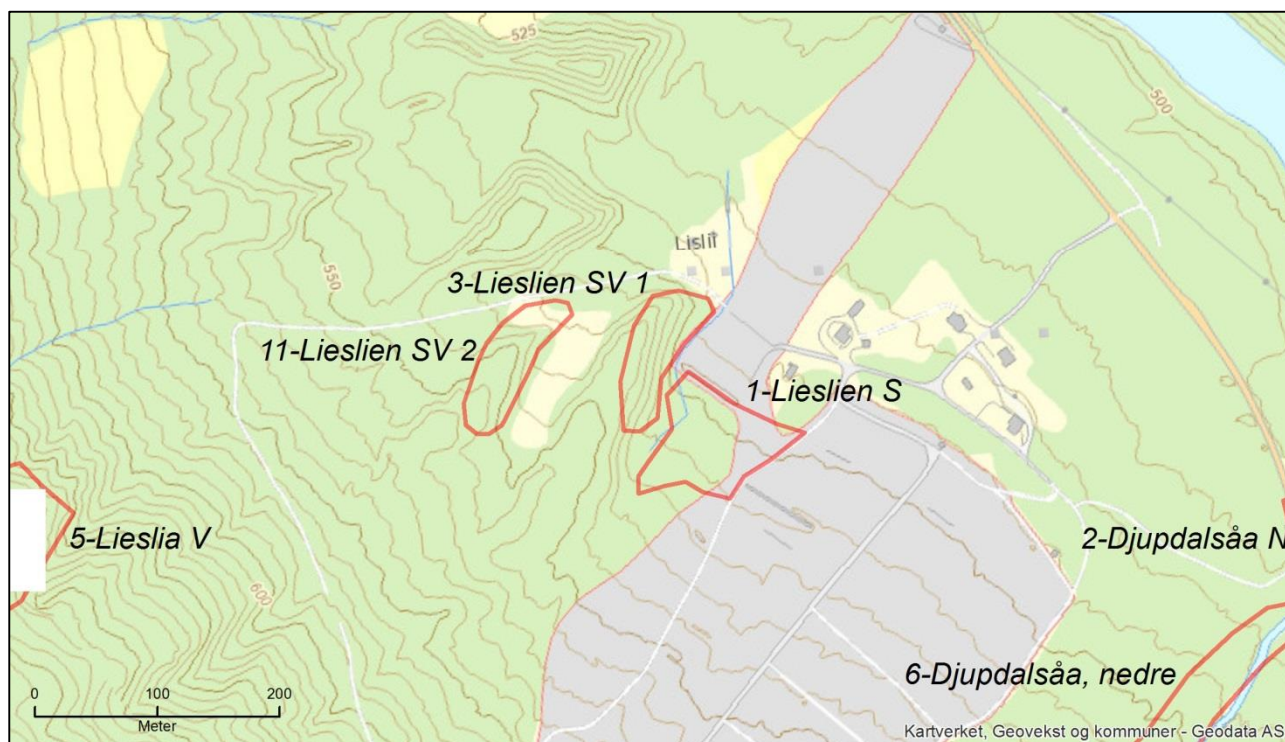 525
500
Lislii
550
3-Lieslien SV 1
11-Lieslien SV 2
1-Lieslien S
5-Lieslia V
2-Djupdalsåa N
600
6-Djupdalsåa, nedre
0 100 200
Meter
Kartverket, Geovekst og kommuner - Geodata AS